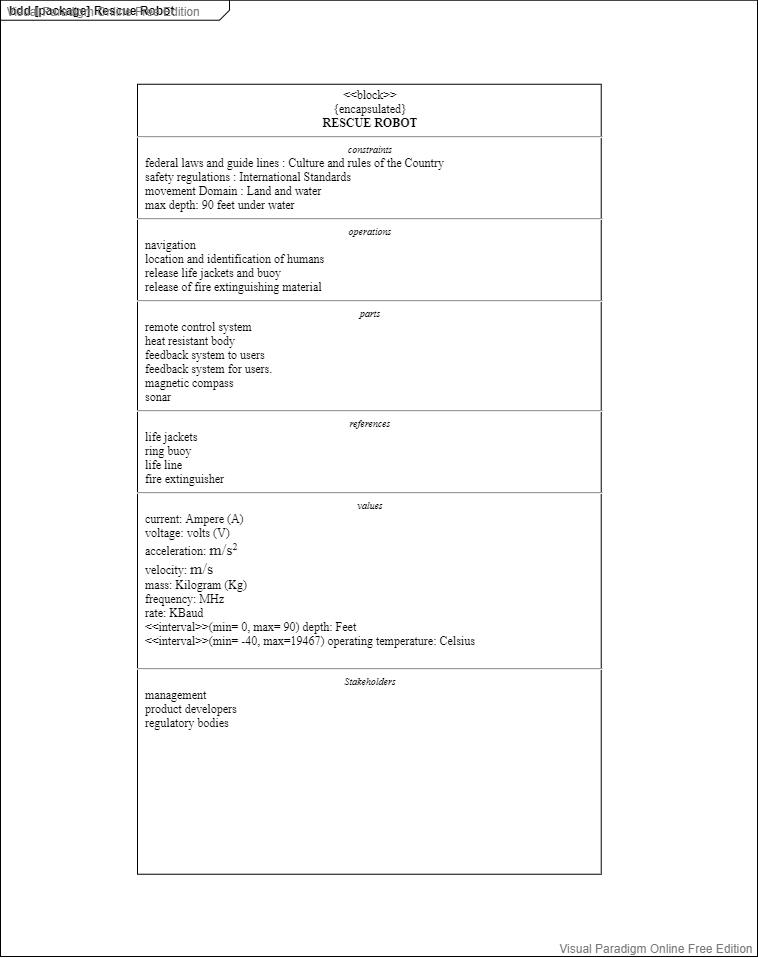 bdd [package] Rescue Robot
Visual Paradigm Online Free Edition
<<block>>
{encapsulated}
RESCUE ROBOT
constraints
federal laws and guide lines : Culture and rules of the Country
safety regulations : International Standards
movement Domain : Land and water
max depth: 90 feet under water
operations
navigation
location and identification of humans
release life jackets and buoy
release of fire extinguishing material
parts
remote control system
heat resistant body
feedback system to users
feedback system for users.
magnetic compass
sonar
references
life jackets
ring buoy
life line
fire extinguisher
values
current: Ampere (A)
voltage: volts (V)
acceleration: m/s²
velocity: m/s
mass: Kilogram (Kg)
frequency: MHz
rate: KBaud
<<interval>>(min= 0, max= 90) depth: Feet
<<interval>>(min= -40, max=19467) operating temperature: Celsius
Stakeholders
management
product developers
regulatory bodies
Visual Paradigm Online Free Edition